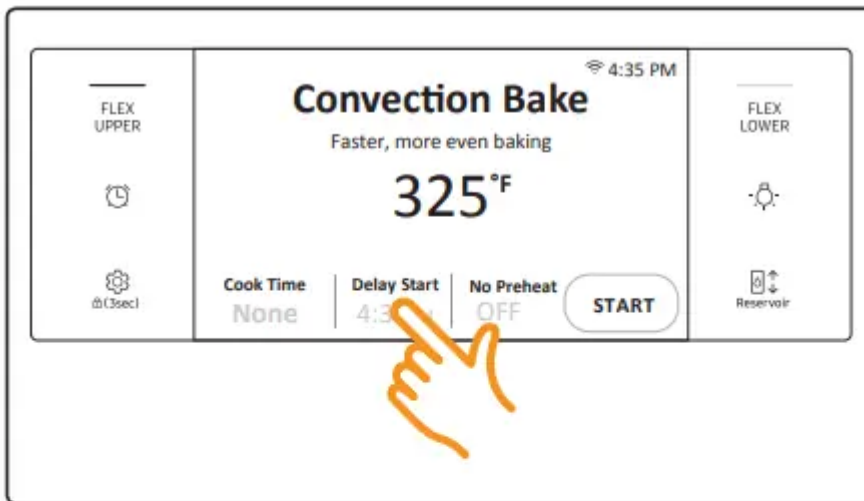 FLEX
UPPER
(3sec)
4:35 PM
Convection Bake
Faster, more even baking
325°F
Cook Time
None
Delay Start
No Preheat
OFF
START
FLEX
LOWER
Reservoir